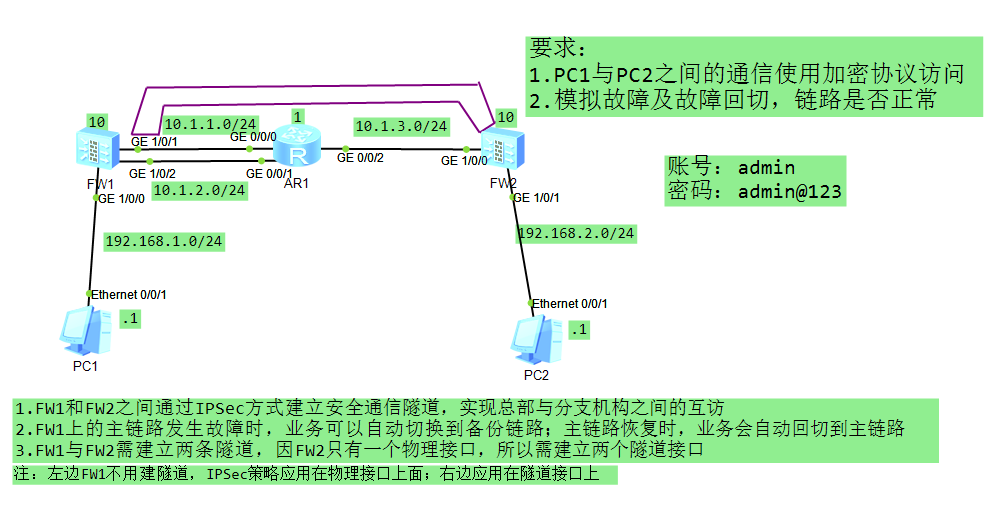 要求：
1.PC1与PC2之间的通信使用加密协议访问
2.模拟故障及故障回切，链路是否正常
10
10.1.1.0/24
1
10.1.3.0/24
10
GE 1/0/1
GE 0/0/0
GE 0/0/2
GE 1/0/0
GE 1/0/2
GE 0/0/1
FW1
AR1
FW2
10.1.2.0/24
账号：admin
密码：admin@123
GE 1/0/0
GE 1/0/1
192.168.1.0/24
192.168.2.0/24
Ethernet 0/0/1
Ethernet 0/0/1
.1
.1
PC1
PC2
1.FW1和FW2之间通过IPSec方式建立安全通信隧道，实现总部与分支机构之间的互访
2.FW1上的主链路发生故障时，业务可以自动切换到备份链路；主链路恢复时，业务会自动回切到主链路
3.FW1与FW2需建立两条隧道，因FW2只有一个物理接口，所以需建立两个隧道接口
注：左边FW1不用建隧道，IPSec策略应用在物理接口上面；右边应用在隧道接口上
R